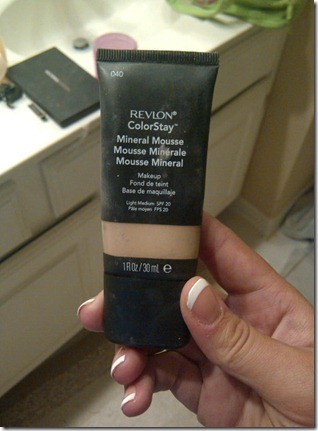 040
REVLON®
ColorStay™
Mineral Mousse
Mousse Minérale
Mousse Mineral
Makeup
Fond de teint
Base de maquillaje
Light Medium SPF 20
Pâle moyen FPS 20
1 Fl Oz / 30 mL ℮